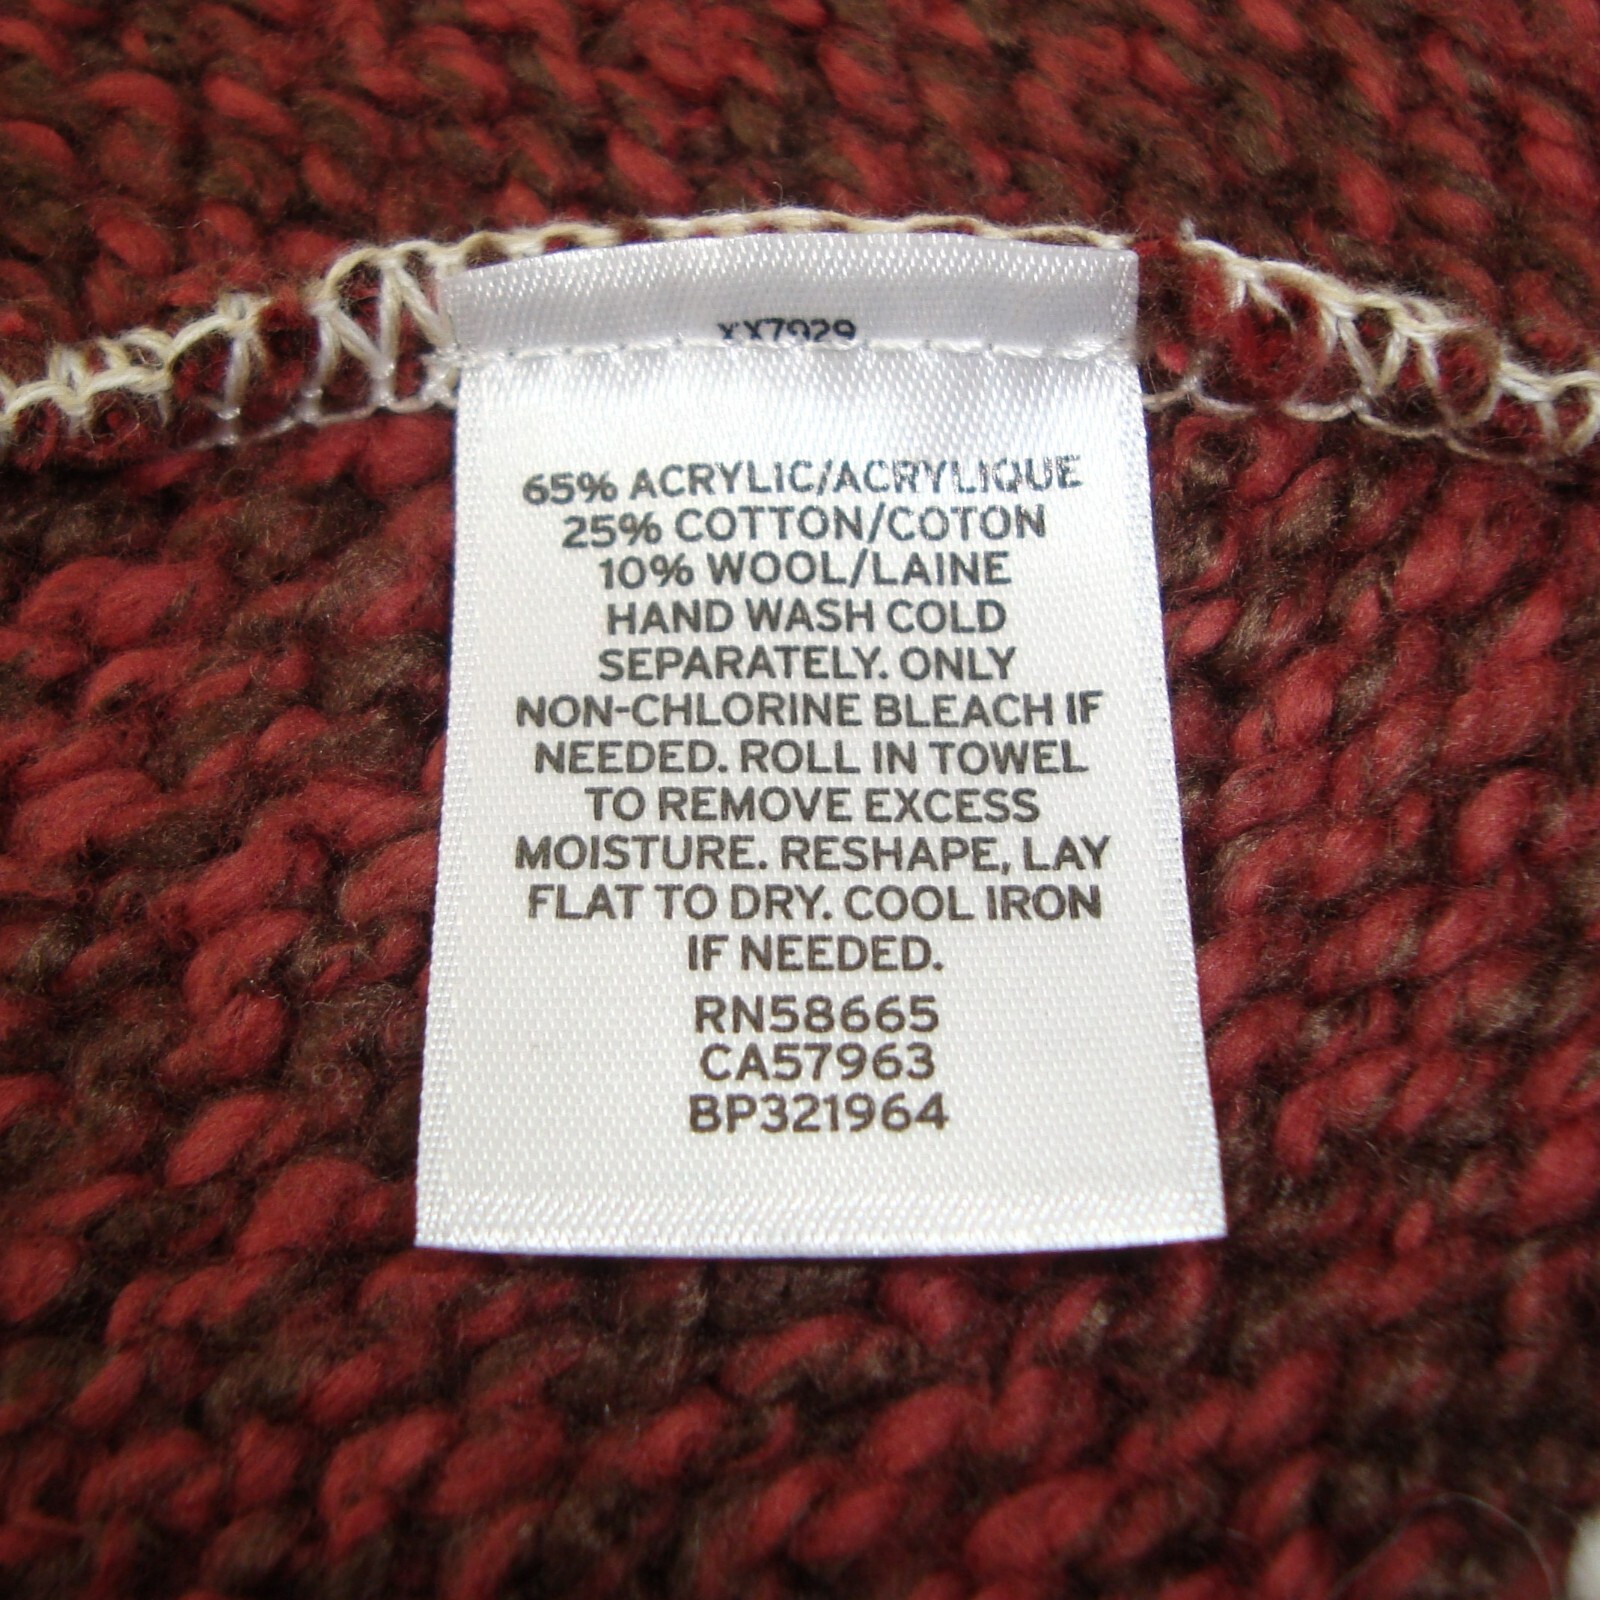 XX7929
65% ACRYLIC/ACRYLIQUE
25% COTTON/COTON
10% WOOL/LAINE
HAND WASH COLD
SEPARATELY. ONLY
NON-CHLORINE BLEACH IF
NEEDED. ROLL IN TOWEL
TO REMOVE EXCESS
MOISTURE. RESHAPE, LAY
FLAT TO DRY. COOL IRON
IF NEEDED.
RN58665
CA57963
BP321964